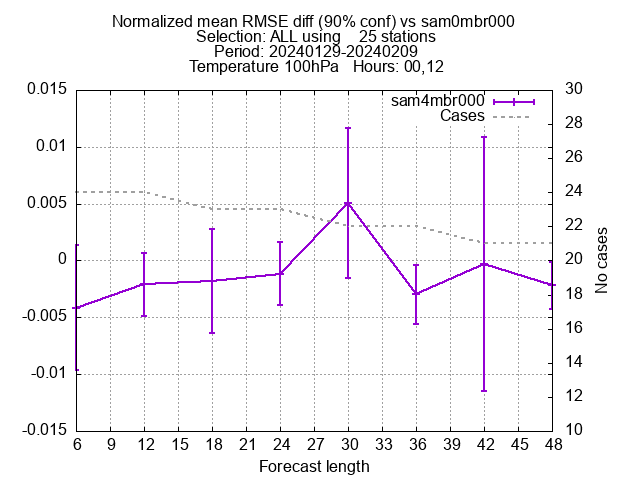 Normalized mean RMSE diff (90% conf) vs sam0mbr000
Selection: ALL using    25 stations
Period: 20240129-20240209
Temperature 100hPa   Hours: 00,12
sam4mbr000
Cases
0.015
0.01
0.005
0
-0.005
-0.01
-0.015
30
28
26
24
22
20
18
16
14
12
10
No cases
6 9 12 15 18 21 24 27 30 33 36 39 42 45 48
Forecast length